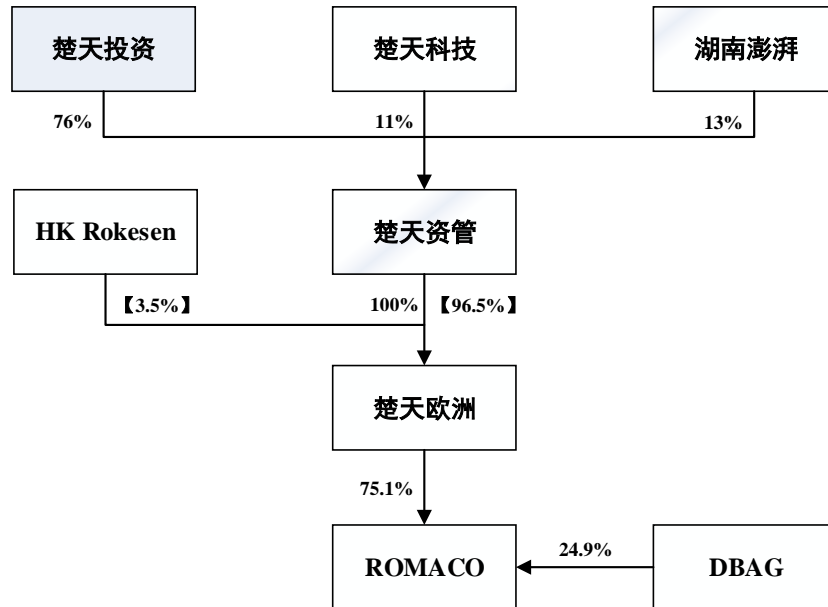 楚天投资 楚天科技 湖南澎湃
76% 11% 13%
HK Rokesen 楚天资管
【3.5%】 100% 【96.5%】
楚天欧洲
75.1%
ROMACO 24.9% DBAG